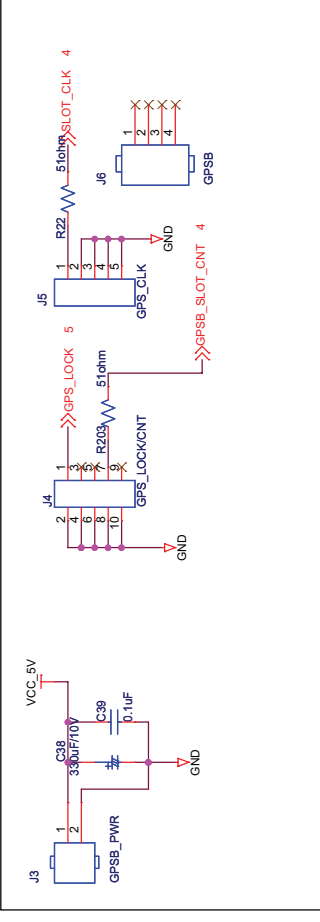 VCC_5V
J3
1
2
GPSB_PWR
C38
330uF/10V
C39
0.1uF
GND
J4
2
4
6
8
10
1
3
5
7
9
GPS_LOCK/CNT
GPS_LOCK 5
R203
51ohm
GPSB_SLOT_CNT 4
GND
J5
1
2
3
4
5
GPS_CLK
R22
51ohm
SLOT_CLK 4
GND
J6
1
2
3
4
GPSB